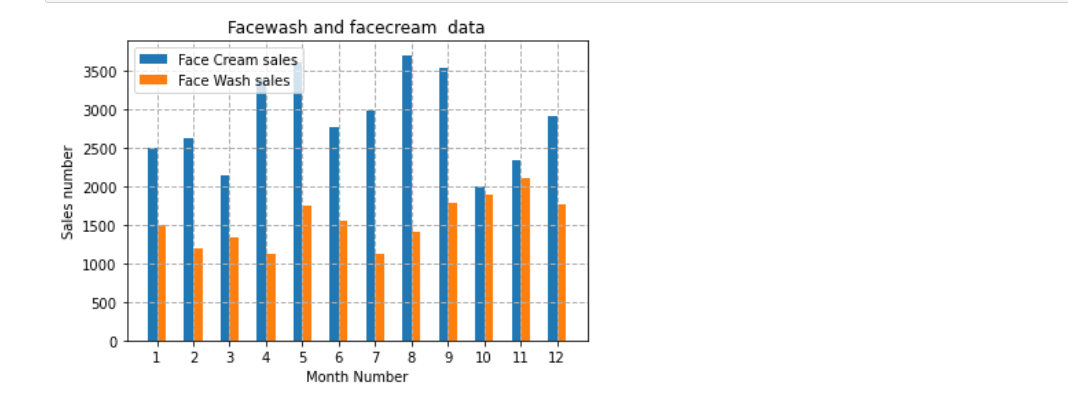 Facewash and facecream  data
Face Cream sales
Face Wash sales
3500
3000
2500
2000
1500
1000
500
0
Sales number
1 2 3 4 5 6 7 8 9 10 11 12
Month Number